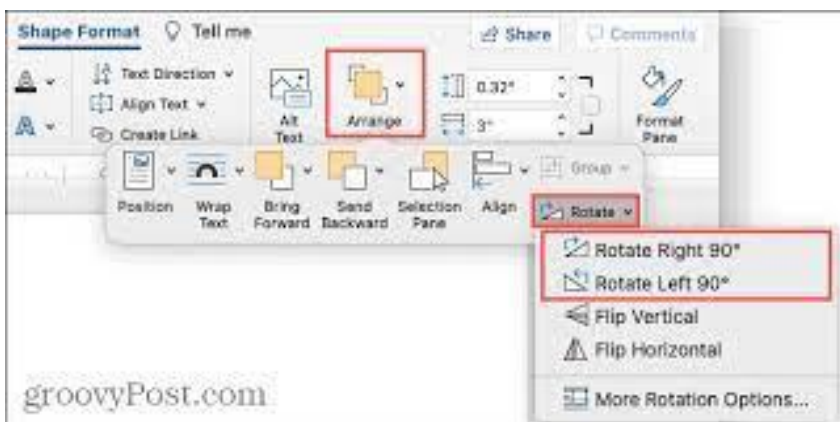 Shape Format Tell me Share Comments
Text Direction
Align Text
Create Link
Alt
Text
Arrange
0.32"
3"
Format
Pane
Position
Wrap
Text
Bring
Forward
Send
Backward
Selection
Pane
Align
Group
Rotate
Rotate Right 90°
Rotate Left 90°
Flip Vertical
Flip Horizontal
More Rotation Options...
groovyPost.com